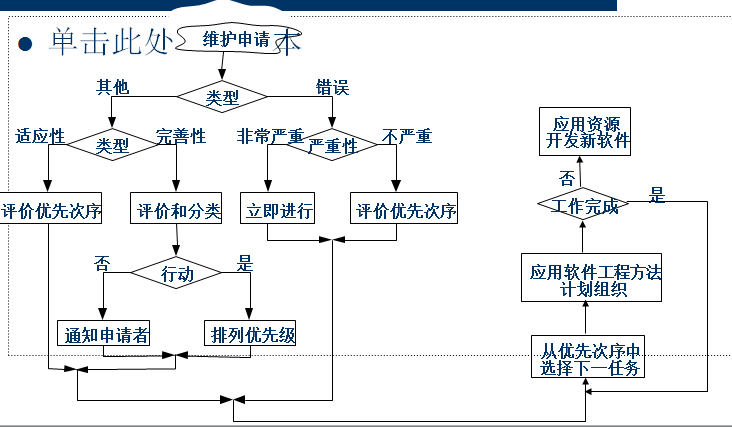 ● 单击此处 本
维护申请
其他
错误
类型
适应性
类型
完善性
非常严重
严重性
不严重
评价优先次序
评价和分类
立即进行
评价优先次序
否
行动
是
通知申请者
排列优先级
应用资源
开发新软件
否
工作完成
是
应用软件工程方法
计划组织
从优先次序中
选择下一任务